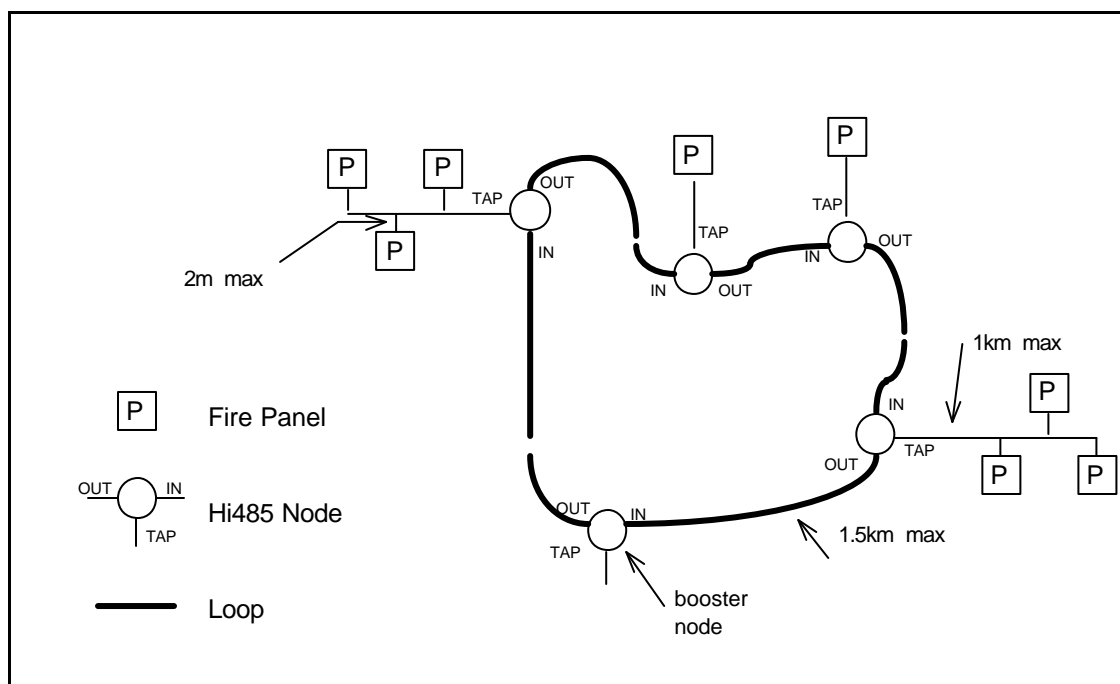 P
P
P
P
TAP
OUT
TAP
TAP
OUT
P
2m max
IN
IN
OUT
IN
1km max
P
Fire Panel
P
IN
TAP
OUT
P
P
OUT
IN
TAP
Hi485 Node
OUT
IN
TAP
1.5km max
Loop
booster
node